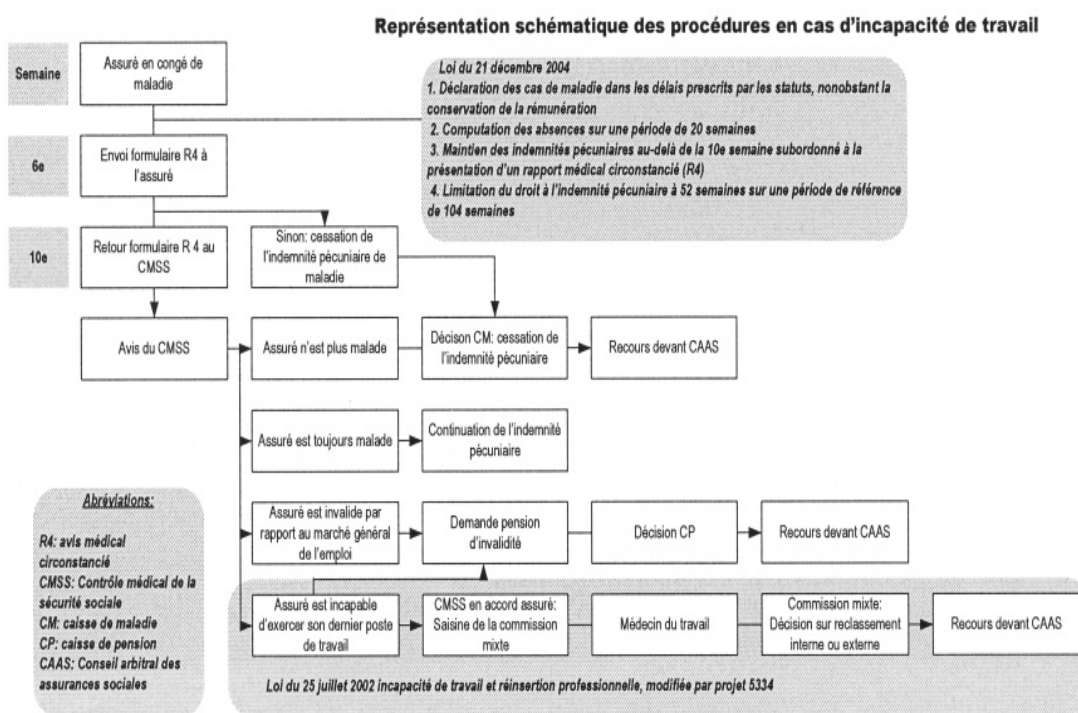 Représentation schématique des procédures en cas d'incapacité de travail
Semaine
Assuré en congé de
maladie
Loi du 21 décembre 2004
1. Déclaration des cas de maladie dans les délais prescrits par les statuts, nonobstant la
conservation de la rémunération
2. Computation des absences sur une période de 20 semaines
3. Maintien des indemnités pécuniaires au-delà de la 10e semaine subordonné à la
présentation d'un rapport médical circonstancié (R4)
4. Limitation du droit à l'indemnité pécuniaire à 52 semaines sur une période de référence
de 104 semaines
6e
Envoi formulaire R4 à
l'assuré
10e
Retour formulaire R 4 au
CMSS
Sinon: cessation de
l'indemnité pécuniaire de
maladie
Avis du CMSS
Assuré n'est plus malade
Décison CM: cessation de
l'indemnité pécuniaire
Recours devant CAAS
Assuré est toujours malade
Continuation de l'indemnité
pécuniaire
Assuré est invalide par
rapport au marché général
de l'emploi
Demande pension
d'invalidité
Décision CP
Recours devant CAAS
Assuré est incapable
d'exercer son dernier poste
de travail
CMSS en accord assuré:
Saisine de la commission
mixte
Médecin du travail
Commission mixte:
Décision sur reclassement
interne ou externe
Recours devant CAAS
Loi du 25 juillet 2002 incapacité de travail et réinsertion professionnelle, modifiée par projet 5334
Abréviations:
R4: avis médical
circonstancié
CMSS: Contrôle médical de la
sécurité sociale
CM: caisse de maladie
CP: caisse de pension
CAAS: Conseil arbitral des
assurances sociales